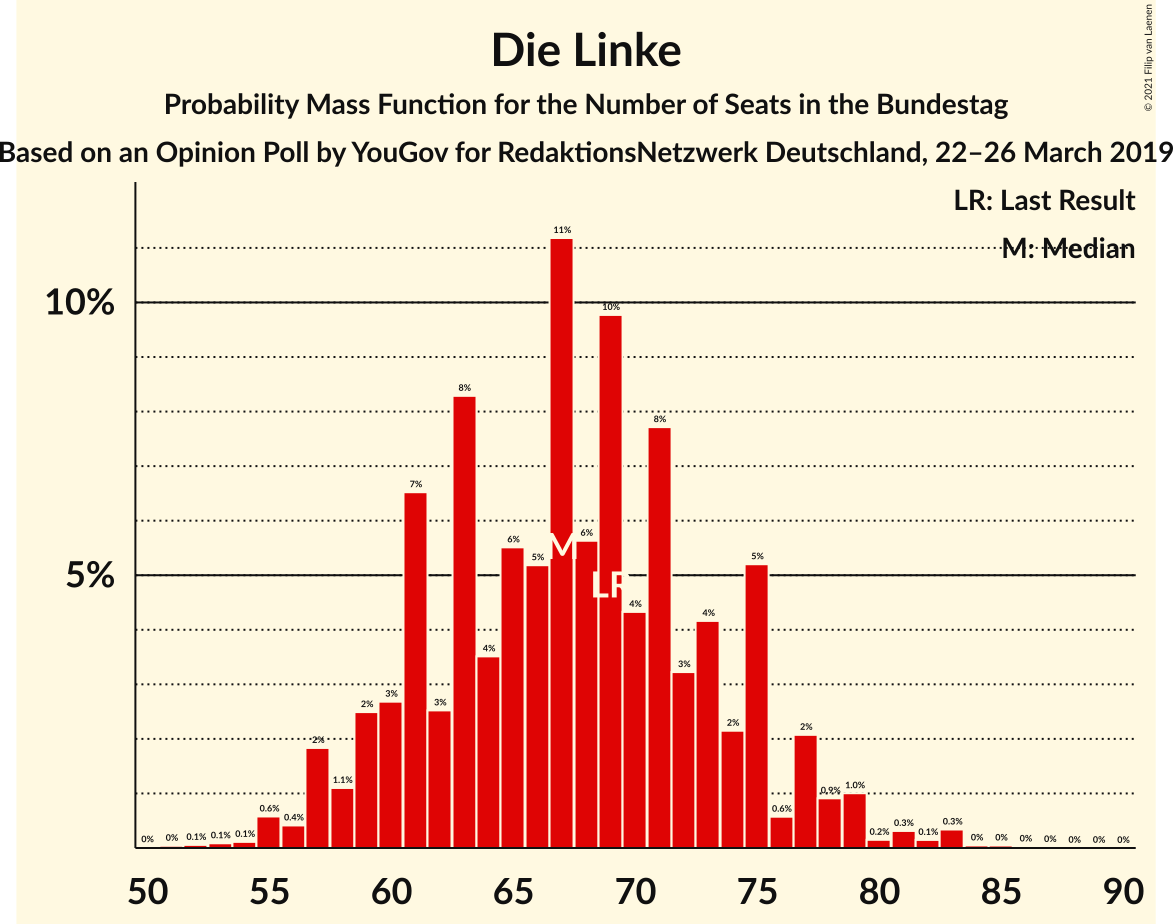 Die Linke
© 2021 Filip van Laenen
Probability Mass Function for the Number of Seats in the Bundestag
Based on an Opinion Poll by YouGov for RedaktionsNetzwerk Deutschland, 22–26 March 2019
LR: Last Result
M: Median
10%
5%
0% 0% 0.1% 0.1% 0.1% 0.6% 0.4% 2% 1.1% 2% 3% 7% 3% 8% 4% 6% 5% 11% 6% 10% 4% 8% 3% 4% 2% 5% 0.6% 2% 0.9% 1.0% 0.2% 0.3% 0.1% 0.3% 0% 0% 0% 0% 0% 0% 0%
M
LR
50 55 60 65 70 75 80 85 90